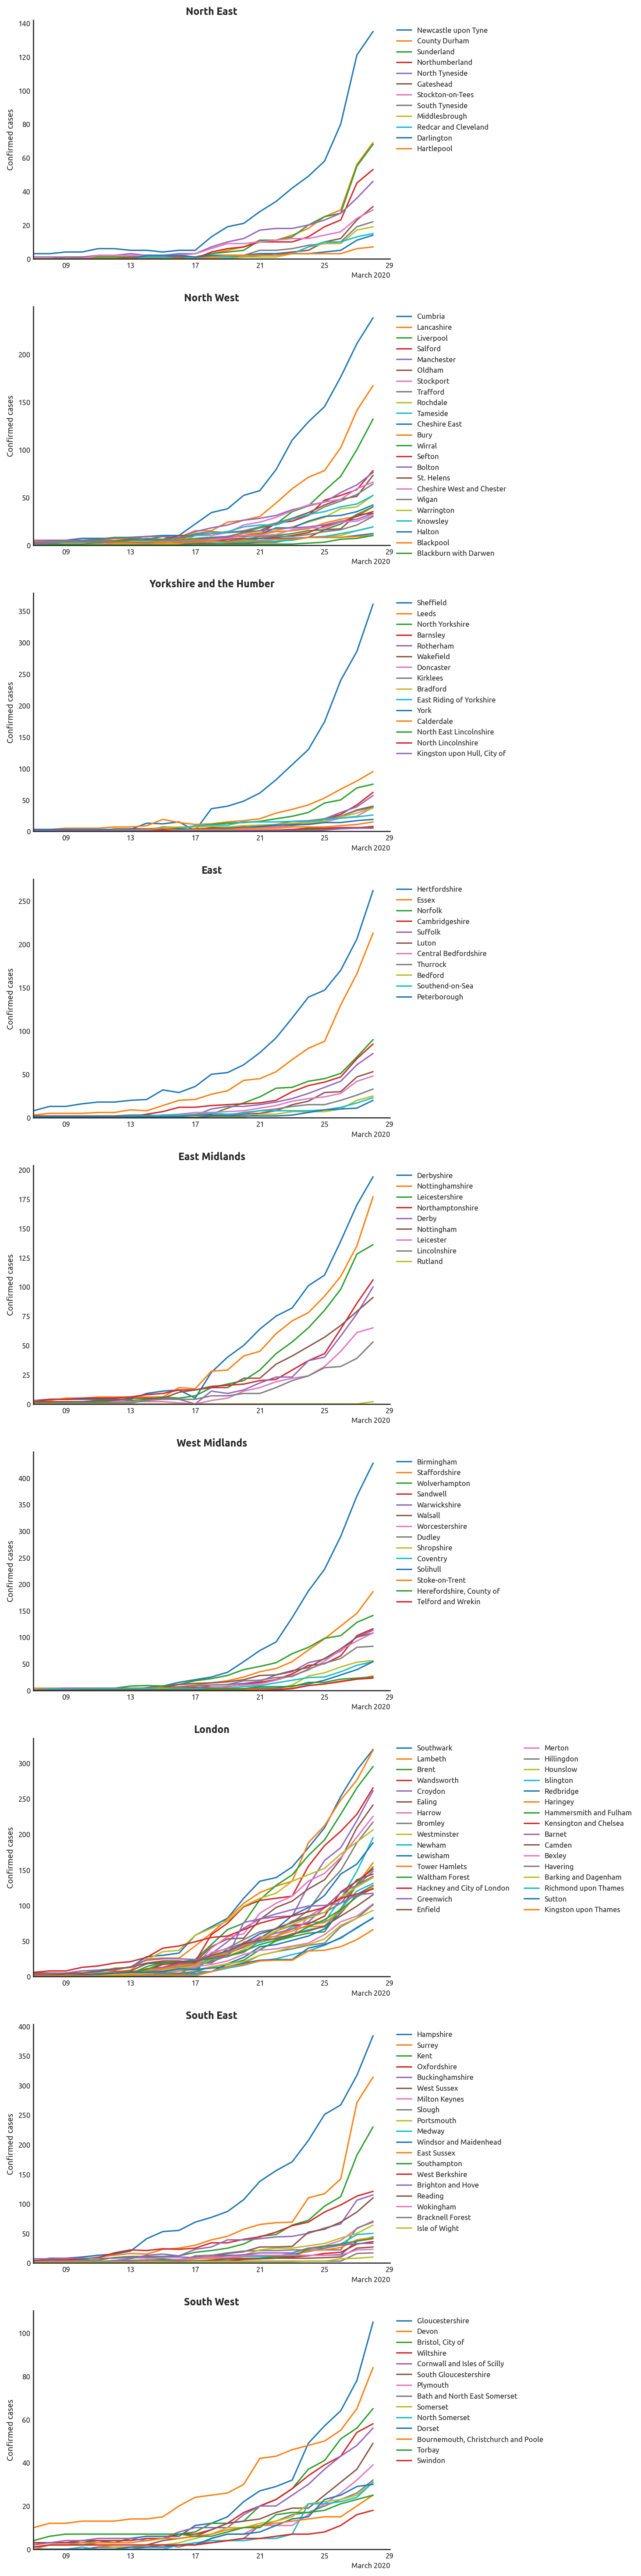 North East
140
120
100
80
60
40
20
0
Confirmed cases
09 13 17 21 25 29
March 2020
Newcastle upon Tyne
County Durham
Sunderland
Northumberland
North Tyneside
Gateshead
Stockton-on-Tees
South Tyneside
Middlesbrough
Redcar and Cleveland
Darlington
Hartlepool
North West
200
150
100
50
0
Confirmed cases
09 13 17 21 25 29
March 2020
Cumbria
Lancashire
Liverpool
Salford
Manchester
Oldham
Stockport
Trafford
Rochdale
Tameside
Cheshire East
Bury
Wirral
Sefton
Bolton
St. Helens
Cheshire West and Chester
Wigan
Warrington
Knowsley
Halton
Blackpool
Blackburn with Darwen
Yorkshire and the Humber
350
300
250
200
150
100
50
0
Confirmed cases
09 13 17 21 25 29
March 2020
Sheffield
Leeds
North Yorkshire
Barnsley
Rotherham
Wakefield
Doncaster
Kirklees
Bradford
East Riding of Yorkshire
York
Calderdale
North East Lincolnshire
North Lincolnshire
Kingston upon Hull, City of
East
250
200
150
100
50
0
Confirmed cases
09 13 17 21 25 29
March 2020
Hertfordshire
Essex
Norfolk
Cambridgeshire
Suffolk
Luton
Central Bedfordshire
Thurrock
Bedford
Southend-on-Sea
Peterborough
East Midlands
200
175
150
125
100
75
50
25
0
Confirmed cases
09 13 17 21 25 29
March 2020
Derbyshire
Nottinghamshire
Leicestershire
Northamptonshire
Derby
Nottingham
Leicester
Lincolnshire
Rutland
West Midlands
400
350
300
250
200
150
100
50
0
Confirmed cases
09 13 17 21 25 29
March 2020
Birmingham
Staffordshire
Wolverhampton
Sandwell
Warwickshire
Walsall
Worcestershire
Dudley
Shropshire
Coventry
Solihull
Stoke-on-Trent
Herefordshire, County of
Telford and Wrekin
London
300
250
200
150
100
50
0
Confirmed cases
09 13 17 21 25 29
March 2020
Southwark
Lambeth
Brent
Wandsworth
Croydon
Ealing
Harrow
Bromley
Westminster
Newham
Lewisham
Tower Hamlets
Waltham Forest
Hackney and City of London
Greenwich
Enfield
Merton
Hillingdon
Hounslow
Islington
Redbridge
Haringey
Hammersmith and Fulham
Kensington and Chelsea
Barnet
Camden
Bexley
Havering
Barking and Dagenham
Richmond upon Thames
Sutton
Kingston upon Thames
South East
400
350
300
250
200
150
100
50
0
Confirmed cases
09 13 17 21 25 29
March 2020
Hampshire
Surrey
Kent
Oxfordshire
Buckinghamshire
West Sussex
Milton Keynes
Slough
Portsmouth
Medway
Windsor and Maidenhead
East Sussex
Southampton
West Berkshire
Brighton and Hove
Reading
Wokingham
Bracknell Forest
Isle of Wight
South West
100
80
60
40
20
0
Confirmed cases
09 13 17 21 25 29
March 2020
Gloucestershire
Devon
Bristol, City of
Wiltshire
Cornwall and Isles of Scilly
South Gloucestershire
Plymouth
Bath and North East Somerset
Somerset
North Somerset
Dorset
Bournemouth, Christchurch and Poole
Torbay
Swindon